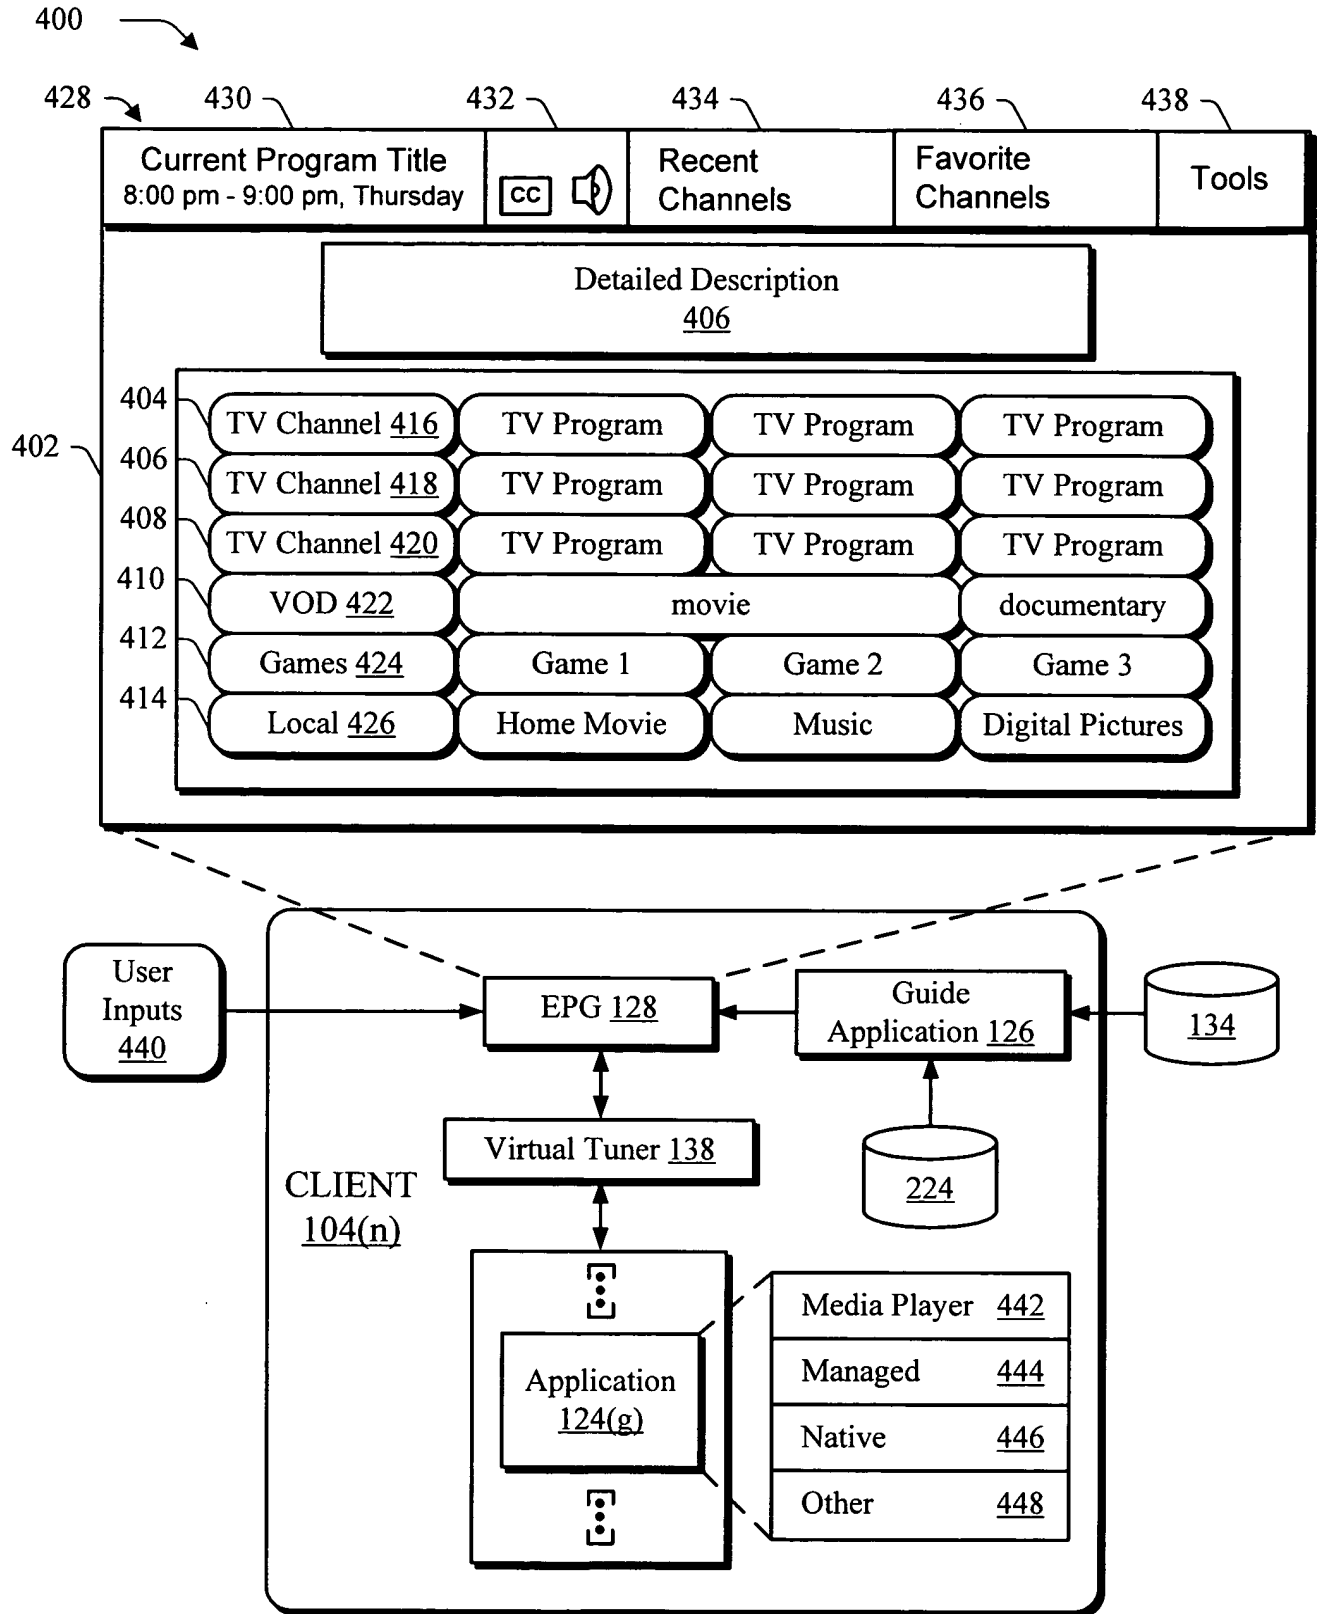 400
428 430 432 434 436 438
Current Program Title
8:00 pm - 9:00 pm, Thursday
CC
Recent
Channels
Favorite
Channels
Tools
Detailed Description
406
402
404 TV Channel 416 TV Program TV Program TV Program
406 TV Channel 418 TV Program TV Program TV Program
408 TV Channel 420 TV Program TV Program TV Program
410 VOD 422 movie documentary
412 Games 424 Game 1 Game 2 Game 3
414 Local 426 Home Movie Music Digital Pictures
User
Inputs
440
EPG 128
Guide
Application 126
134
Virtual Tuner 138
224
CLIENT
104(n)
Application
124(g)
Media Player 442
Managed 444
Native 446
Other 448